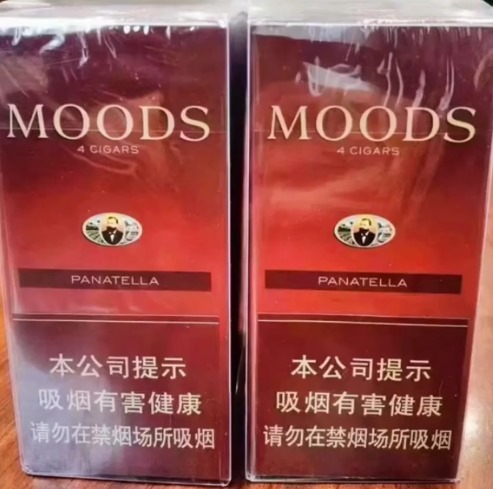 MOODS
4 CIGARS
PANATELLA
本公司提示
吸烟有害健康
请勿在禁烟场所吸烟
MOODS
4 CIGARS
PANATELLA
本公司提示
吸烟有害健康
请勿在禁烟场所吸烟